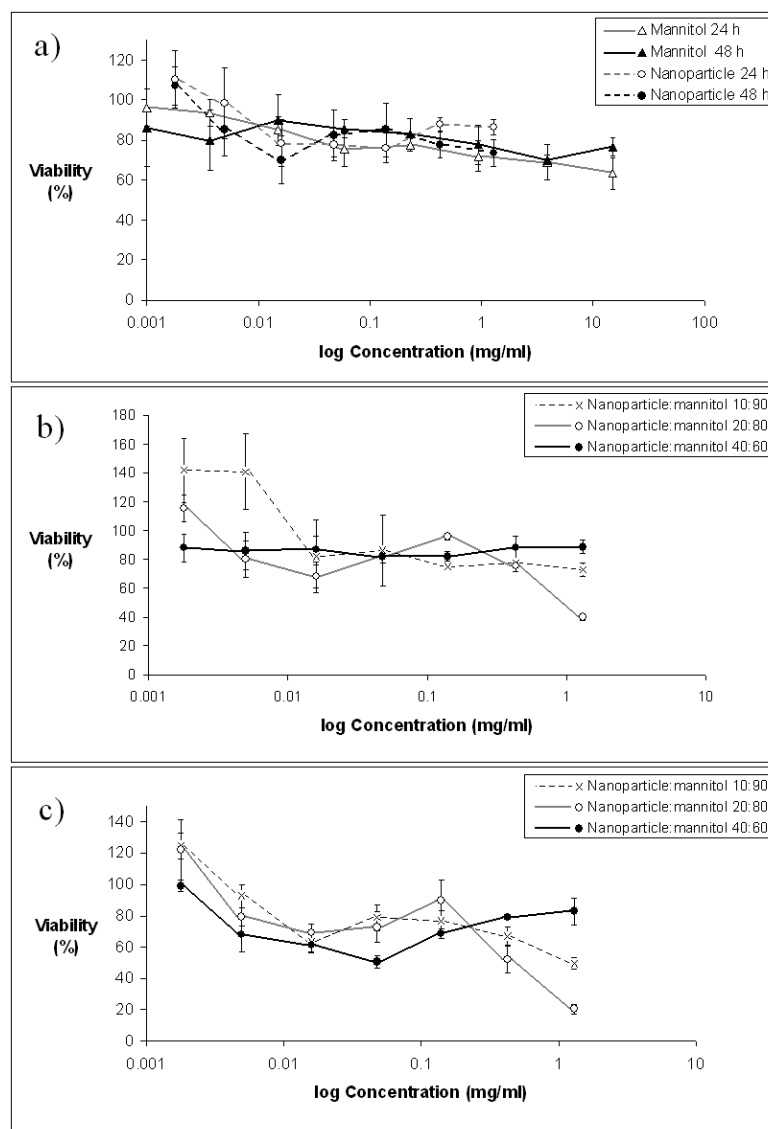 a)
Mannitol 24 h
Mannitol 48 h
Nanoparticle 24 h
Nanoparticle 48 h
120
100
80
60
40
20
0
Viability
(%)
0.001 0.01 0.1 1 10 100
log Concentration (mg/ml)
b)
Nanoparticle:mannitol 10:90
Nanoparticle:mannitol 20:80
Nanoparticle:mannitol 40:60
180
160
140
120
100
80
60
40
20
0
Viability
(%)
0.001 0.01 0.1 1 10
log Concentration (mg/ml)
c)
Nanoparticle:mannitol 10:90
Nanoparticle:mannitol 20:80
Nanoparticle:mannitol 40:60
140
120
100
80
60
40
20
0
Viability
(%)
0.001 0.01 0.1 1 10
log Concentration (mg/ml)